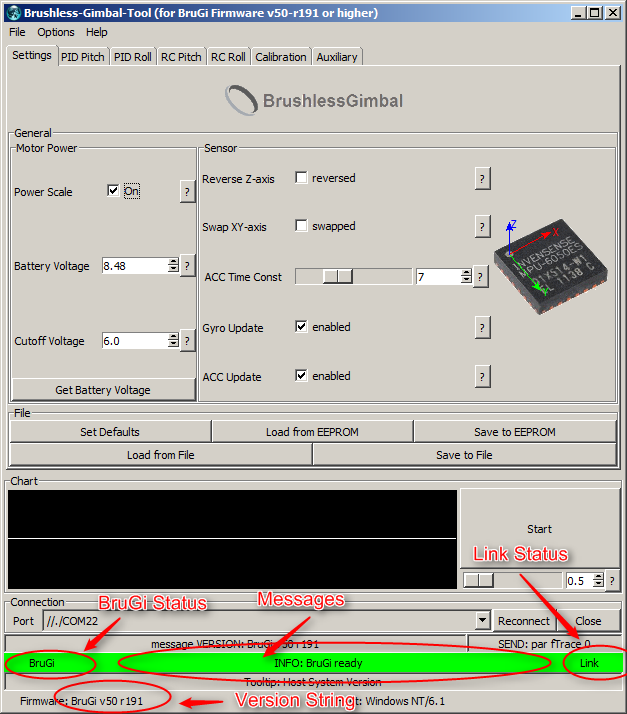 Brushless-Gimbal-Tool (for BruGi Firmware v50-r191 or higher)
File Options Help
Settings PID Pitch PID Roll RC Pitch RC Roll Calibration Auxiliary
BrushlessGimbal
General
Motor Power
Sensor
Power Scale On ?
Reverse Z-axis reversed ?
Swap XY-axis swapped ?
Z X Y
INVENSENSE
MPU-6050ES
D1X514-W1
EL 1138 C
Battery Voltage 8.48 ?
ACC Time Const 7 ?
Gyro Update enabled ?
Cutoff Voltage 6.0 ?
ACC Update enabled ?
Get Battery Voltage
File
Set Defaults Load from EEPROM Save to EEPROM
Load from File Save to File
Chart
Start
Link Status
0.5 ?
Connection
BruGi Status
Messages
Port //./COM22 Reconnect Close
message VERSION: BruGi v50 r191 SEND: par fTrace 0
BruGi INFO: BruGi ready Link
Tooltip: Host System Version
Firmware: BruGi v50 r191
Version String
t: Windows NT/6.1